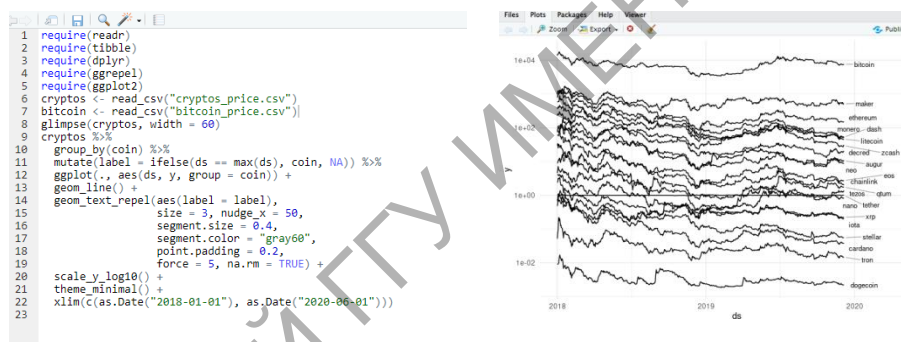 1 require(readr)
2 require(tibble)
3 require(dplyr)
4 require(ggrepel)
5 require(ggplot2)
6 cryptos <- read_csv("cryptos_price.csv")
7 bitcoin <- read_csv("bitcoin_price.csv")
8 glimpse(cryptos, width = 60)
9 cryptos %>%
10 group_by(coin) %>%
11 mutate(label = ifelse(ds == max(ds), coin, NA)) %>%
12 ggplot(., aes(ds, y, group = coin)) +
13 geom_line() +
14 geom_text_repel(aes(label = label),
15 size = 3, nudge_x = 50,
16 segment.size = 0.4,
17 segment.color = "gray60",
18 point.padding = 0.2,
19 force = 5, na.rm = TRUE) +
20 scale_y_log10() +
21 theme_minimal() +
22 xlim(c(as.Date("2018-01-01"), as.Date("2020-06-01")))
23
Files Plots Packages Help Viewer
Zoom Export Publi
1e+04
1e+02
1e+00
1e-02
y
bitcoin
maker
ethereum
monero dash
litecoin
decred zcash
augur
neo
eos
chainlink
tezos qtum
nano tether
xrp
iota
stellar
cardano
tron
dogecoin
2018 2019 2020
ds
Й ГГУ ИМЕ